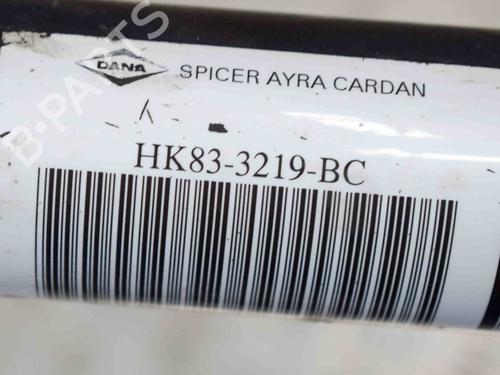 B-PARTS
DANA
SPICER AYRA CARDAN
HK83-3219-BC